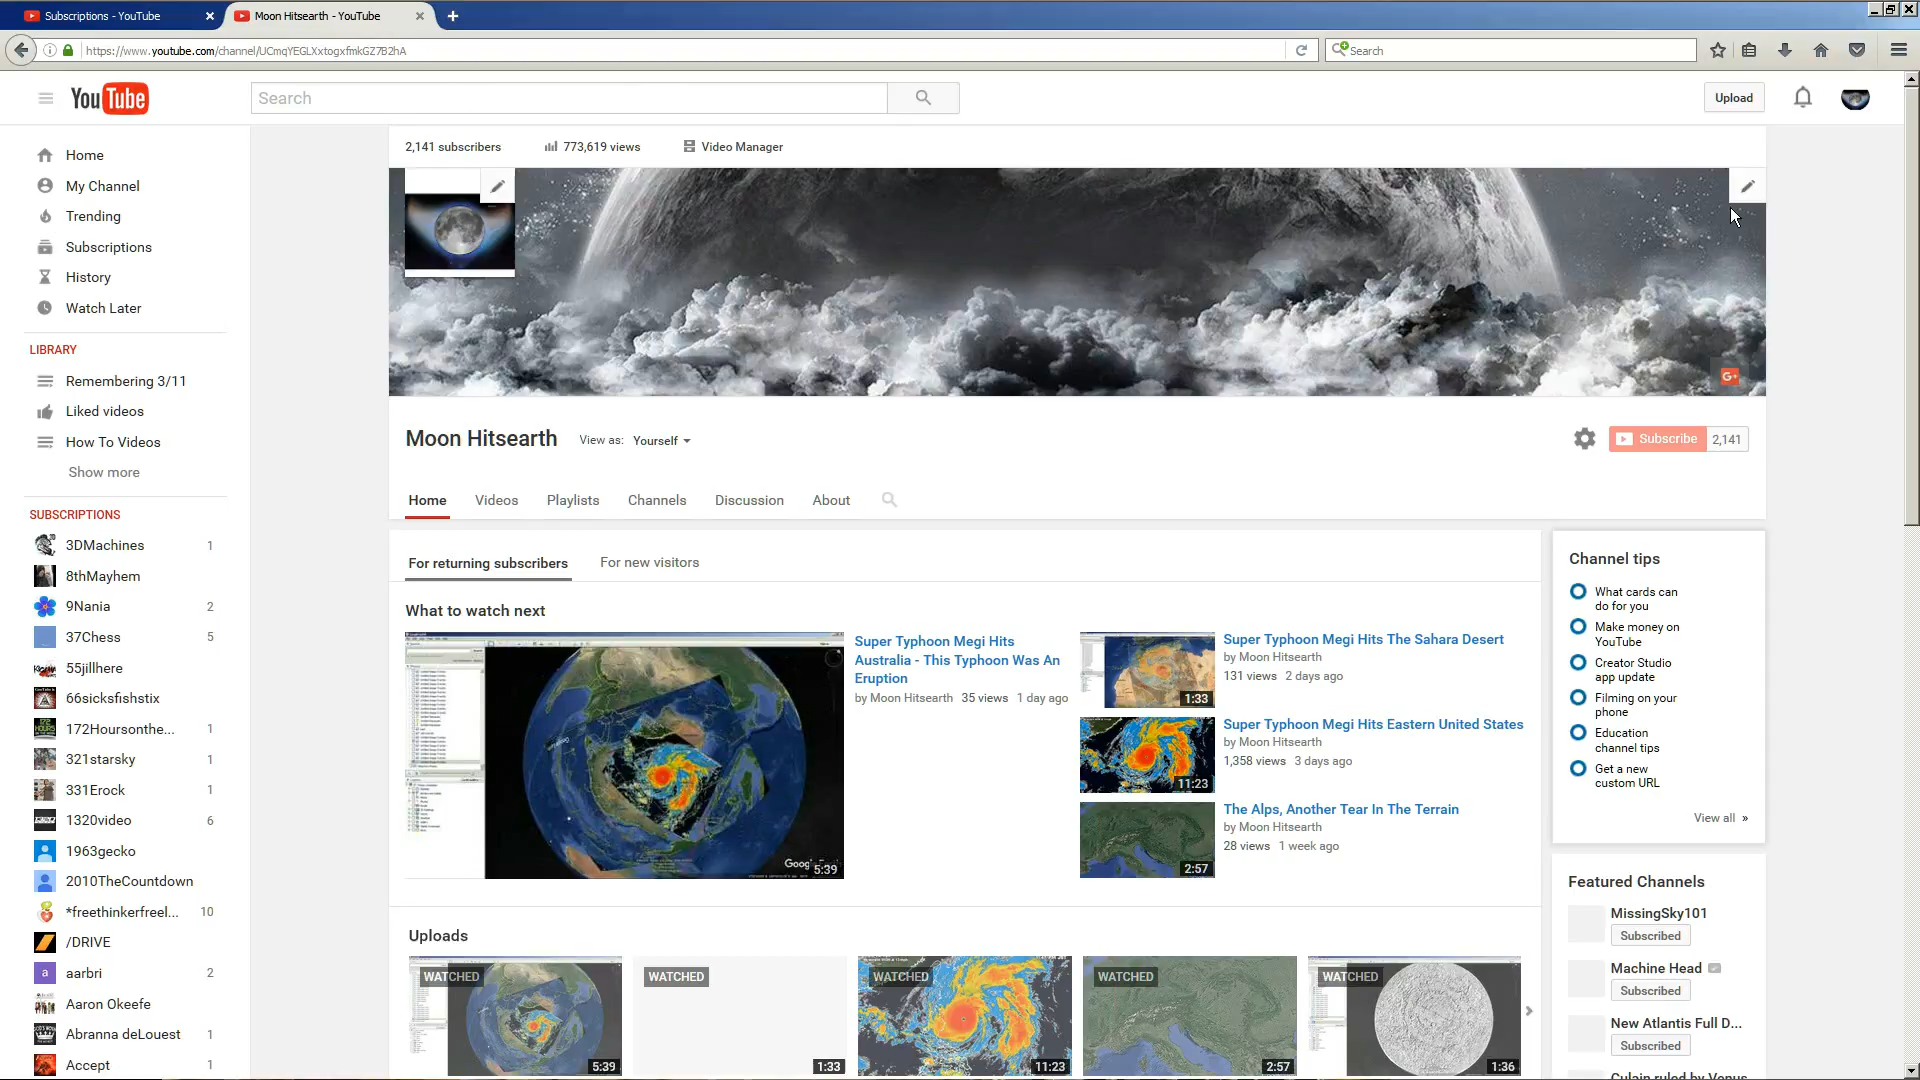 Subscriptions - YouTube
Moon Hitsearth - YouTube
https://www.youtube.com/channel/UCmqYEGLXxtogxfmkGZ7B2hA
Search
YouTube
Search
Upload
2,141 subscribers
773,619 views
Video Manager
Home
My Channel
Trending
Subscriptions
History
Watch Later
LIBRARY
Remembering 3/11
Liked videos
How To Videos
Show more
SUBSCRIPTIONS
3DMachines 1
8thMayhem
9Nania 2
37Chess 5
55jillhere
66sicksfishstix
172Hoursonthe... 1
321starsky 1
331Erock 1
1320video 6
1963gecko
2010TheCountdown
*freethinkerfreel... 10
/DRIVE
a aarbri 2
Aaron Okeefe
Abranna deLouest 1
Accept 1
G+
Moon Hitsearth
View as: Yourself
Subscribe 2,141
Home
Videos
Playlists
Channels
Discussion
About
For returning subscribers
For new visitors
What to watch next
Google
5:39
Super Typhoon Megi Hits
Australia - This Typhoon Was An
Eruption
by Moon Hitsearth 35 views 1 day ago
1:33
Super Typhoon Megi Hits The Sahara Desert
by Moon Hitsearth
131 views 2 days ago
11:23
Super Typhoon Megi Hits Eastern United States
by Moon Hitsearth
1,358 views 3 days ago
2:57
The Alps, Another Tear In The Terrain
by Moon Hitsearth
28 views 1 week ago
Uploads
WATCHED
5:39
WATCHED
1:33
WATCHED
11:23
WATCHED
2:57
WATCHED
1:36
Channel tips
What cards can
do for you
Make money on
YouTube
Creator Studio
app update
Filming on your
phone
Education
channel tips
Get a new
custom URL
View all »
Featured Channels
MissingSky101
Subscribed
Machine Head
Subscribed
New Atlantis Full D...
Subscribed
Culain ruled by Venus